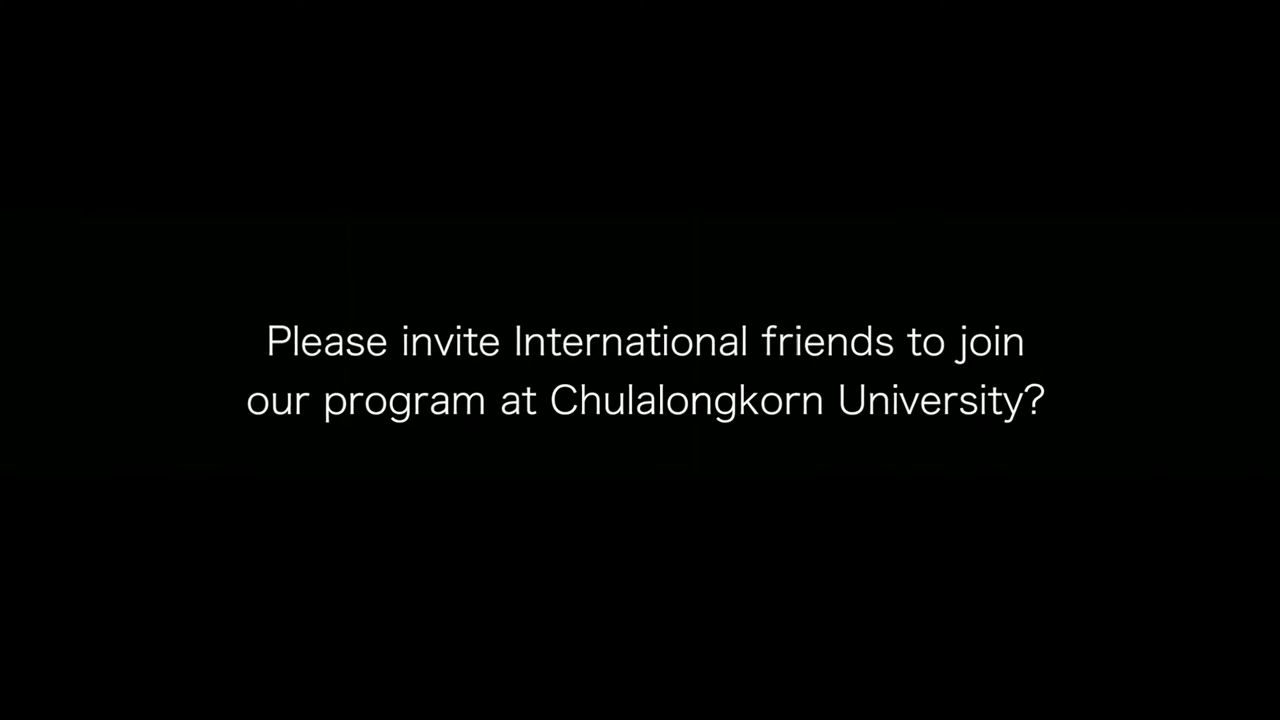 Please invite International friends to join
our program at Chulalongkorn University?